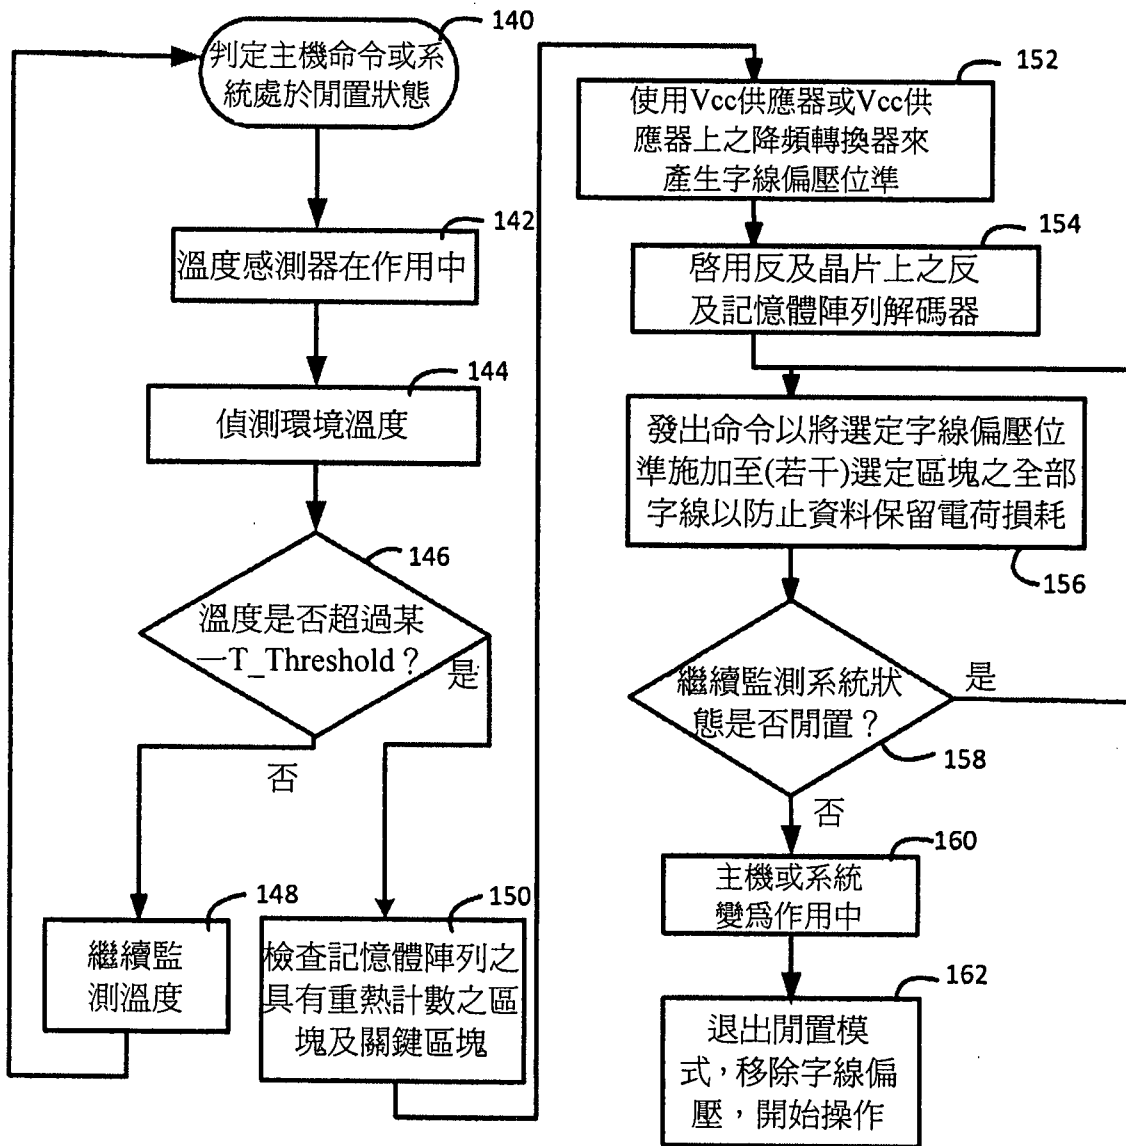 140
判定主機命令或系
統處於閒置狀態
142
溫度感測器在作用中
144
偵測環境溫度
146
溫度是否超過某
一T_Threshold？
是
否
148
繼續監
測溫度
150
檢查記憶體陣列之
具有重熱計數之區
塊及關鍵區塊
152
使用Vcc供應器或Vcc供
應器上之降頻轉換器來
產生字線偏壓位準
154
啓用反及晶片上之反
及記憶體陣列解碼器
發出命令以將選定字線偏壓位
準施加至(若干)選定區塊之全部
字線以防止資料保留電荷損耗
156
繼續監測系統狀
態是否閒置？
是
158
否
160
主機或系統
變爲作用中
162
退出閒置模
式，移除字線偏
壓，開始操作